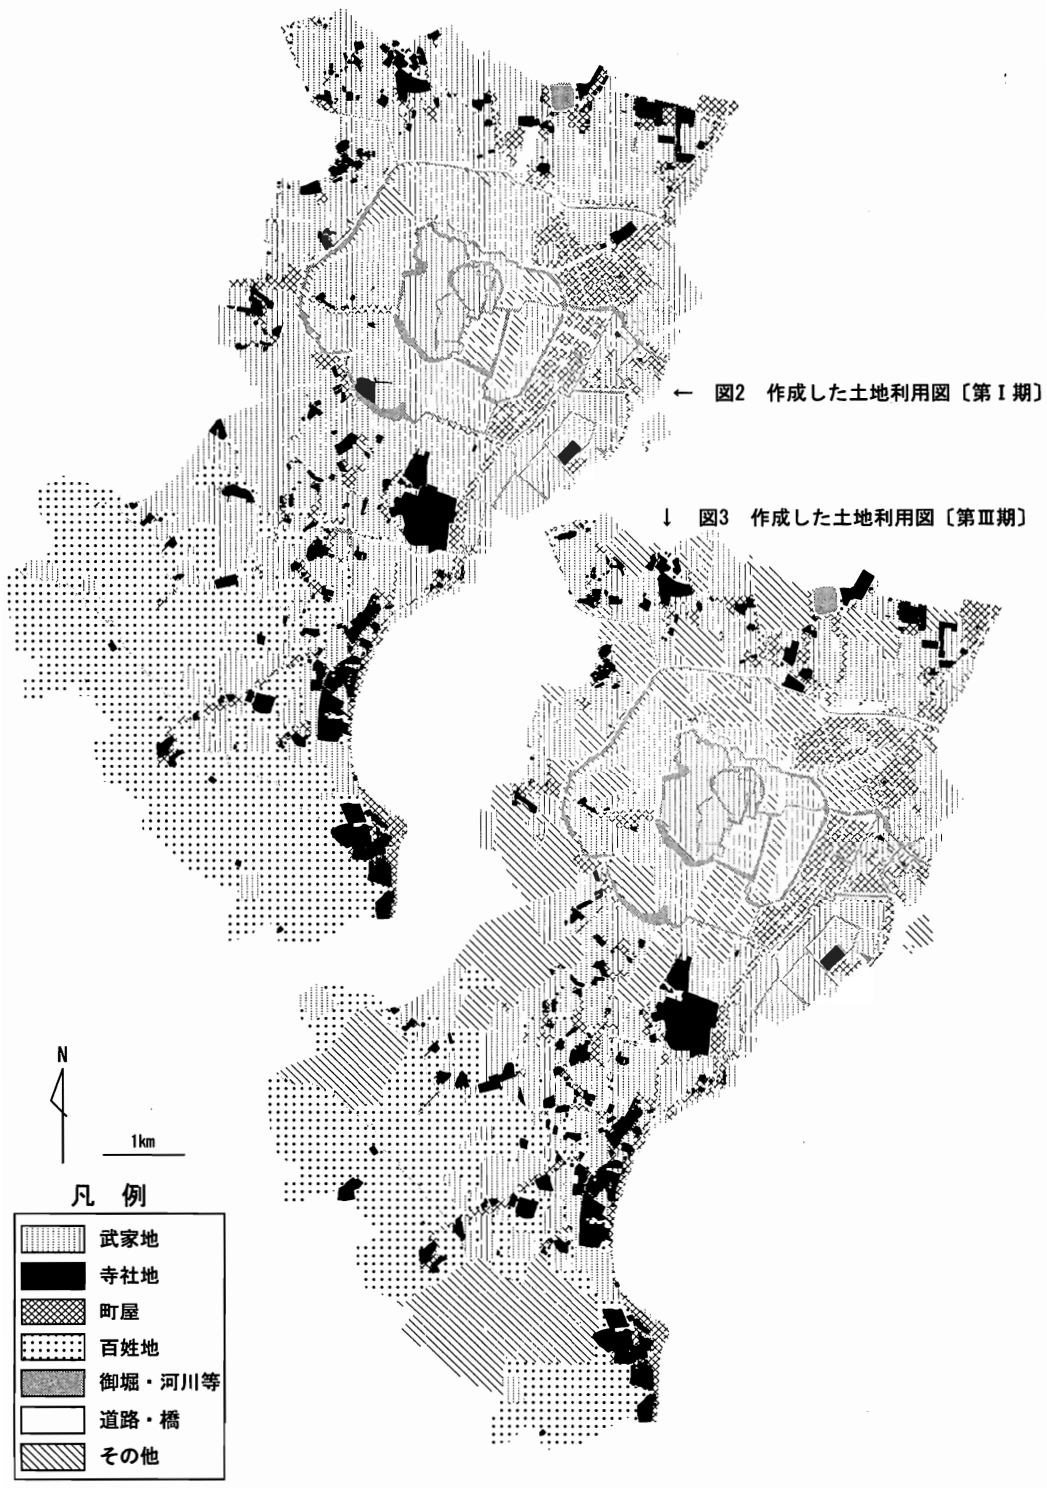 ← 図2 作成した土地利用図〔第Ⅰ期〕
↓ 図3 作成した土地利用図〔第Ⅲ期〕
N
1km
凡 例
武家地
寺社地
町屋
百姓地
御堀・河川等
道路・橋
その他